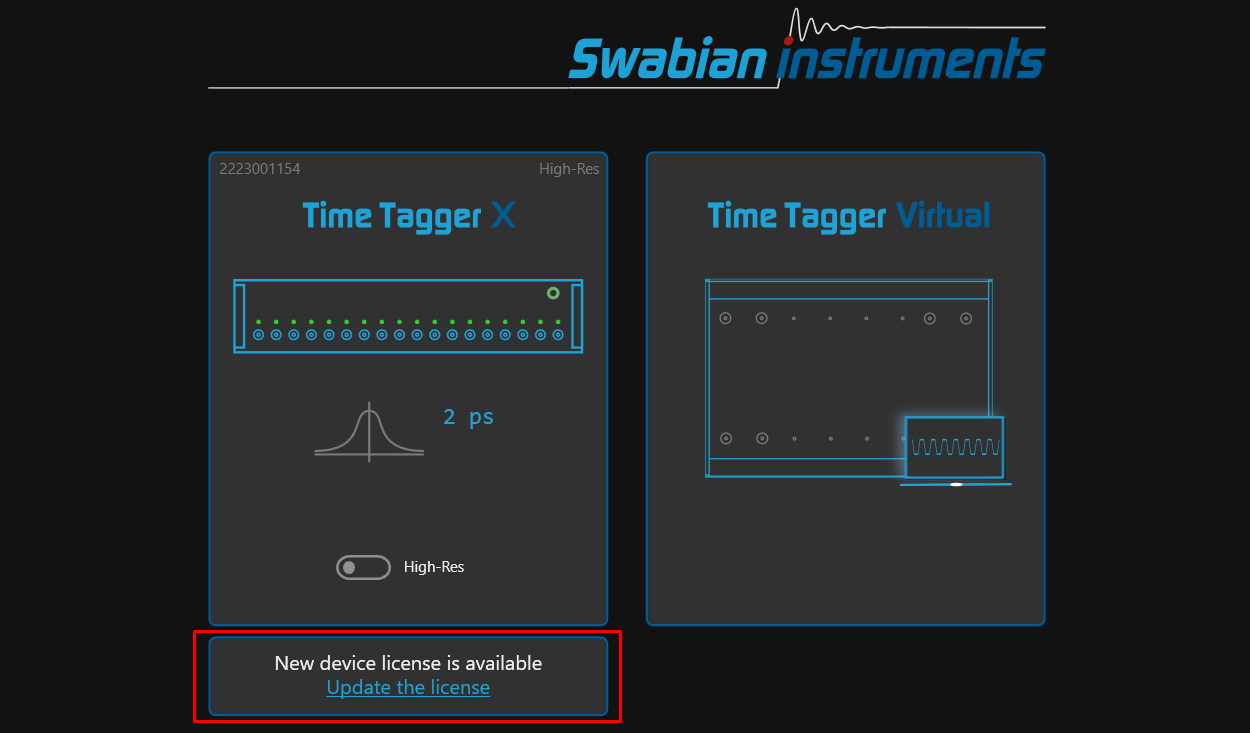 Swabian instruments
2223001154
High-Res
Time Tagger X
2 ps
High-Res
New device license is available
Update the license
Time Tagger Virtual